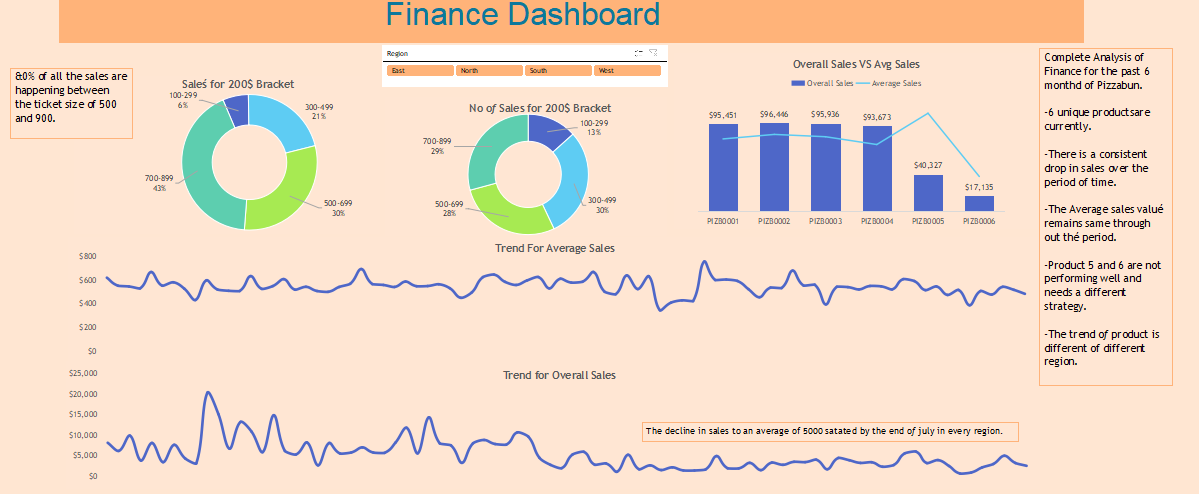 Finance Dashboard
&0% of all the sales are
happening between
the ticket size of 500
and 900.
Sales for 200$ Bracket
100-299
6%
300-499
21%
700-899
43%
500-699
30%
Region
East
North
South
West
No of Sales for 200$ Bracket
100-299
13%
700-899
29%
500-699
28%
300-499
30%
Overall Sales VS Avg Sales
Overall Sales
Average Sales
$95,451
$96,446
$95,936
$93,673
$40,327
$17,135
PIZB0001
PIZB0002
PIZB0003
PIZB0004
PIZB0005
PIZB0006
Complete Analysis of
Finance for the past 6
monthd of Pizzabun.
-6 unique productsare
currently.
-There is a consistent
drop in sales over the
period of time.
-The Average sales value
remains same through
out the period.
-Product 5 and 6 are not
performing well and
needs a different
strategy.
-The trend of product is
different of different
region.
Trend For Average Sales
$800
$600
$400
$200
$0
Trend for Overall Sales
$25,000
$20,000
$15,000
$10,000
$5,000
$0
The decline in sales to an average of 5000 satated by the end of july in every region.